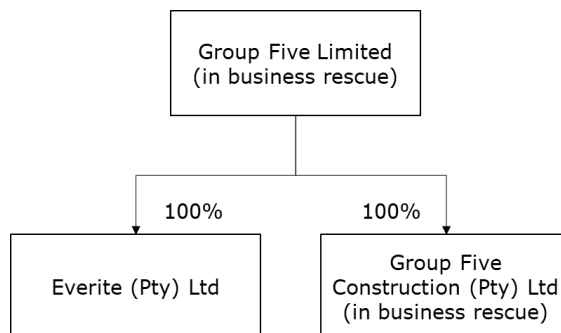 Group Five Limited
(in business rescue)
100%
100%
Everite (Pty) Ltd
Group Five
Construction (Pty) Ltd
(in business rescue)